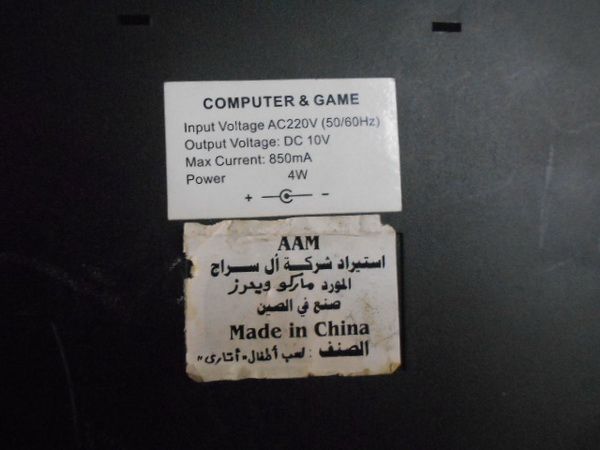 COMPUTER & GAME
Input Voltage AC220V (50/60Hz)
Output Voltage: DC 10V
Max Current: 850mA
Power 4W
+ -
AAM
استيراد شركة أل سراج
المورد ماركو ويدرز
صنع في الصين
Made in China
الصنف : لعب أطفال "أتارى"